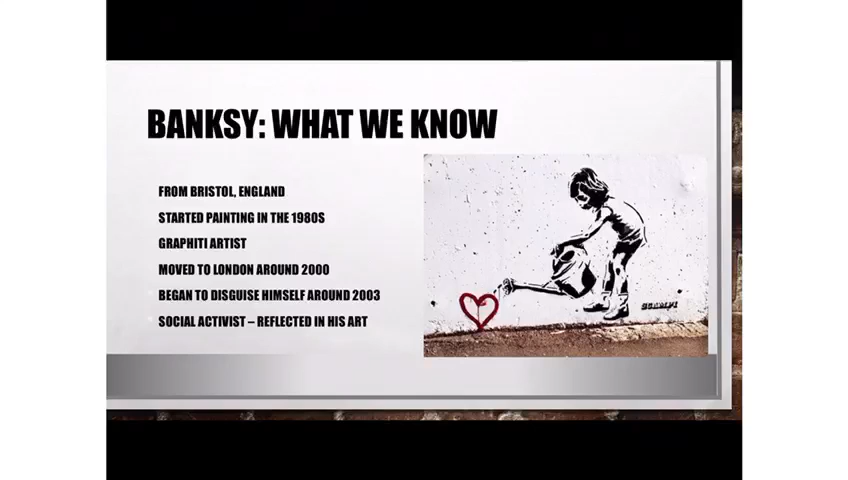 BANKSY: WHAT WE KNOW
FROM BRISTOL, ENGLAND
STARTED PAINTING IN THE 1980S
GRAPHITI ARTIST
MOVED TO LONDON AROUND 2000
BEGAN TO DISGUISE HIMSELF AROUND 2003
SOCIAL ACTIVIST – REFLECTED IN HIS ART